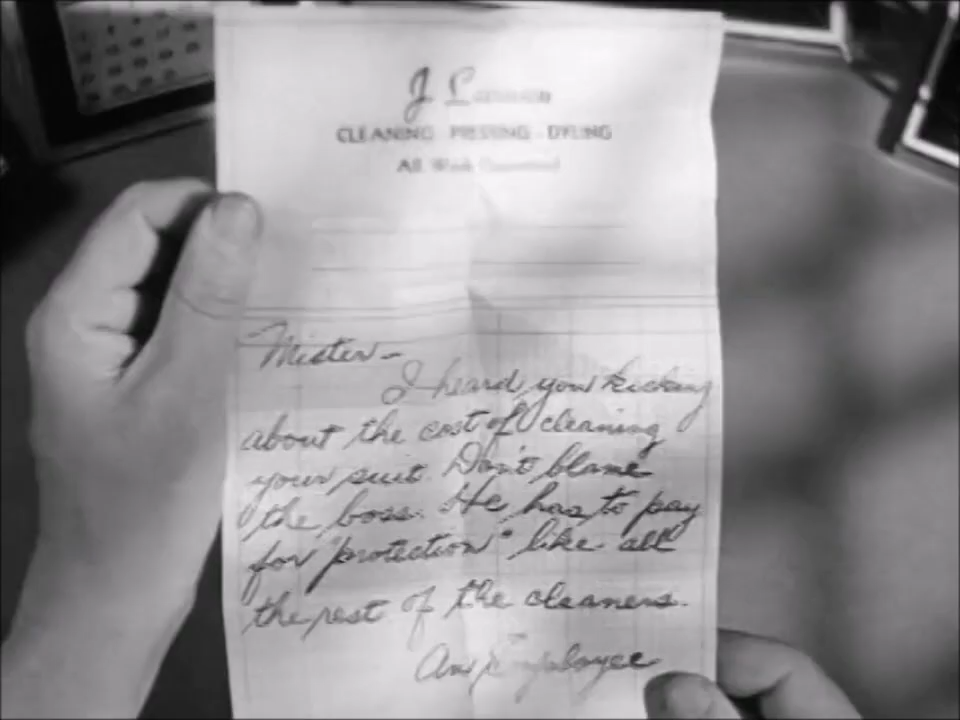 J
CLEANING PRESSING DYEING
All Work
Mister-
I heard you kicking
about the cost of cleaning
your suit. Don't blame
the boss. He has to pay
for "protection" like all
the rest of the cleaners.
An Employee